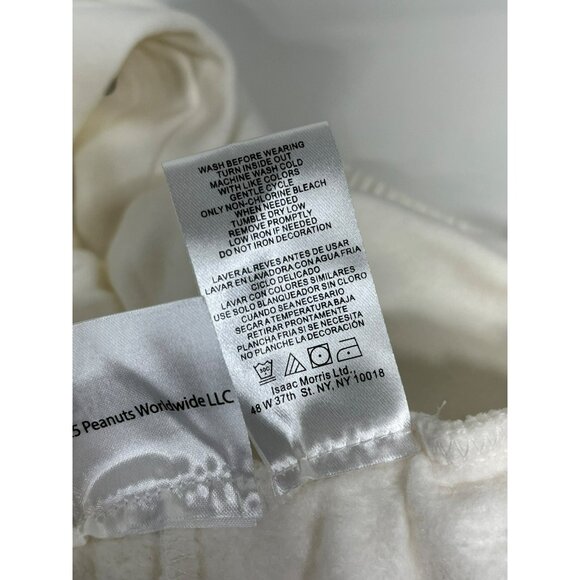 WASH BEFORE WEARING
TURN INSIDE OUT
MACHINE WASH COLD
WITH LIKE COLORS
GENTLE CYCLE
ONLY NON-CHLORINE BLEACH
WHEN NEEDED
TUMBLE DRY LOW
REMOVE PROMPTLY
LOW IRON IF NEEDED
DO NOT IRON DECORATION
LAVER AL REVES ANTES DE USAR
LAVAR EN LAVADORA CON AGUA FRIA
CICLO DELICADO
LAVAR CON COLORES SIMILARES
USE SOLO BLANQUEADOR SIN CLORO
CUANDO SEA NECESARIO
SECAR A TEMPERATURA BAJA
RETIRAR PRONTAMENTE
PLANCHA FRIA SI SE NECESITA
NO PLANCHE LA DECORACIÓN
Isaac Morris Ltd.,
48 W 37th St. NY, NY 10018
5 Peanuts Worldwide LLC